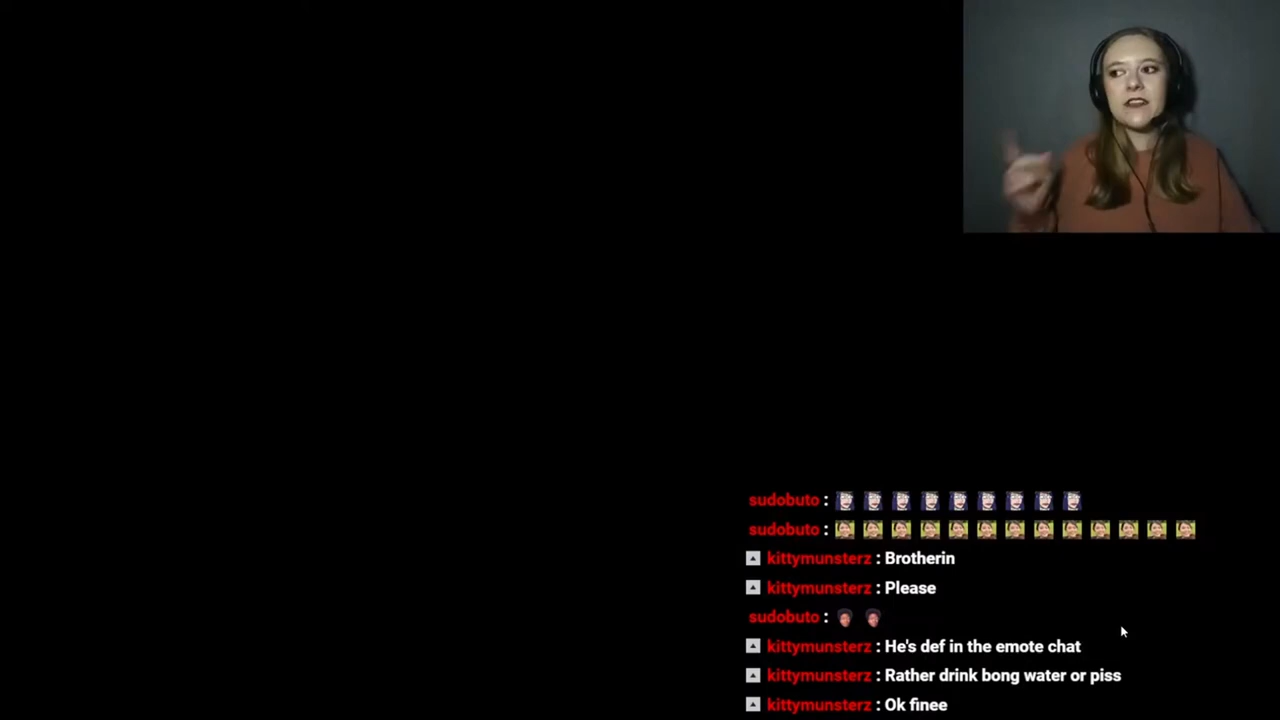 sudobuto :
sudobuto :
kittymunsterz : Brotherin
kittymunsterz : Please
sudobuto :
kittymunsterz : He's def in the emote chat
kittymunsterz : Rather drink bong water or piss
kittymunsterz : Ok finee